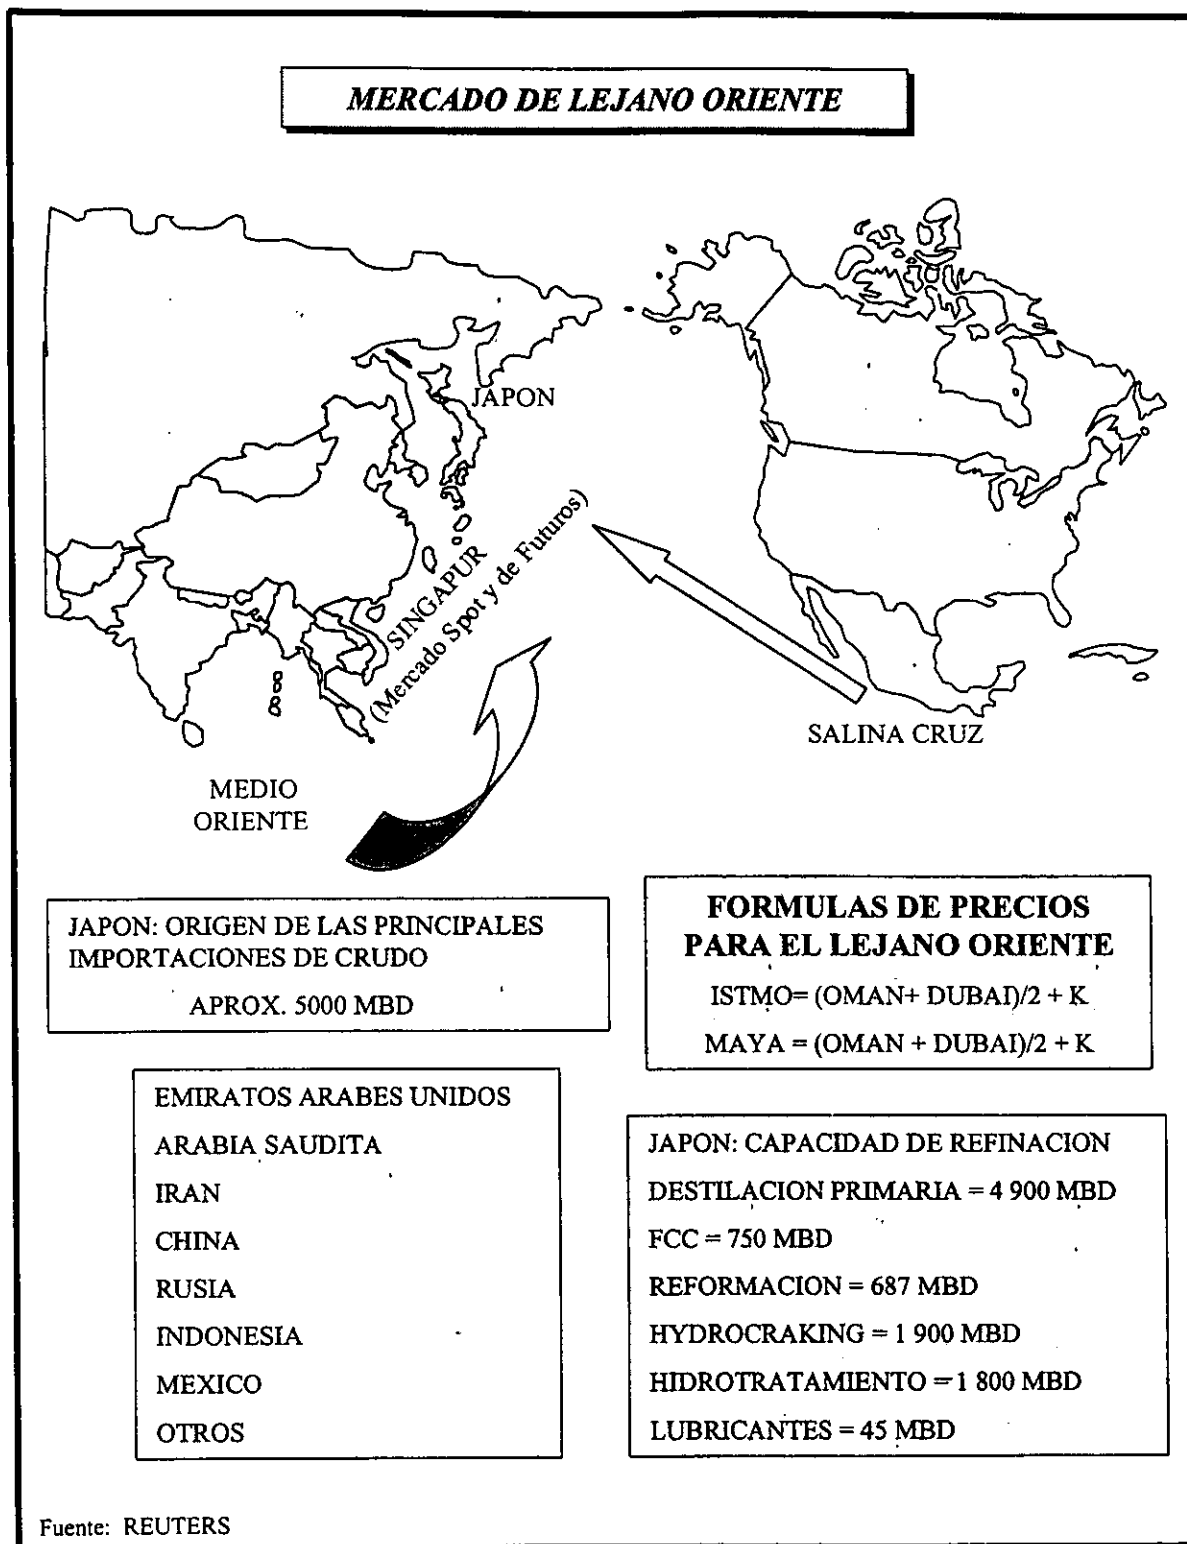 MERCADO DE LEJANO ORIENTE
JAPON
SINGAPUR
(Mercado Spot y de Futuros)
SALINA CRUZ
MEDIO
ORIENTE
JAPON: ORIGEN DE LAS PRINCIPALES
IMPORTACIONES DE CRUDO
APROX. 5000 MBD
EMIRATOS ARABES UNIDOS
ARABIA SAUDITA
IRAN
CHINA
RUSIA
INDONESIA
MEXICO
OTROS
FORMULAS DE PRECIOS
PARA EL LEJANO ORIENTE
ISTMO= (OMAN+ DUBAI)/2 + K
MAYA = (OMAN + DUBAI)/2 + K
JAPON: CAPACIDAD DE REFINACION
DESTILACION PRIMARIA = 4 900 MBD
FCC = 750 MBD
REFORMACION = 687 MBD
HYDROCRAKING = 1 900 MBD
HIDROTRATAMIENTO = 1 800 MBD
LUBRICANTES = 45 MBD
Fuente: REUTERS